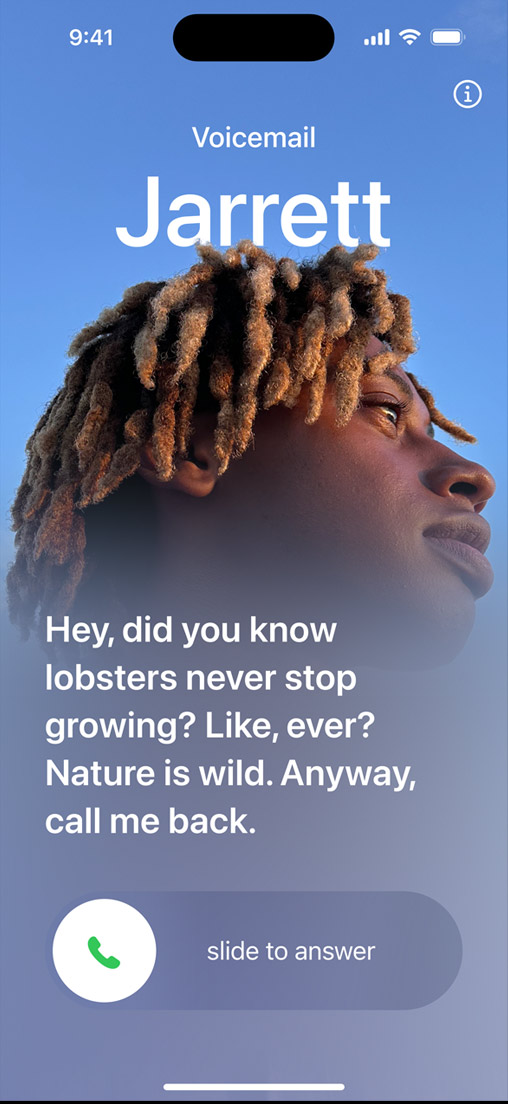 9:41
Voicemail
Jarrett
Hey, did you know
lobsters never stop
growing? Like, ever?
Nature is wild. Anyway,
call me back.
slide to answer